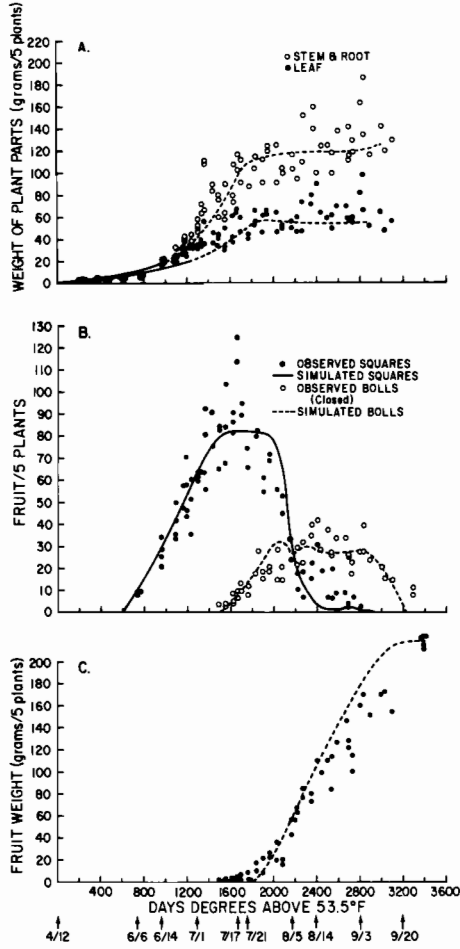 A.
○ STEM & ROOT
● LEAF
WEIGHT OF PLANT PARTS (grams/5 plants)
220
200
180
160
140
120
100
80
60
40
20
0
B.
● OBSERVED SQUARES
— SIMULATED SQUARES
○ OBSERVED BOLLS
(Closed)
---- SIMULATED BOLLS
FRUIT/5 PLANTS
130
120
110
100
90
80
70
60
50
40
30
20
10
0
C.
FRUIT WEIGHT (grams/5 plants)
200
180
160
140
120
100
80
60
40
20
0
400 800 1200 1600 2000 2400 2800 3200 3600
DAYS DEGREES ABOVE 53.5°F
4/12 6/6 6/14 7/1 7/17 7/21 8/5 8/14 9/3 9/20